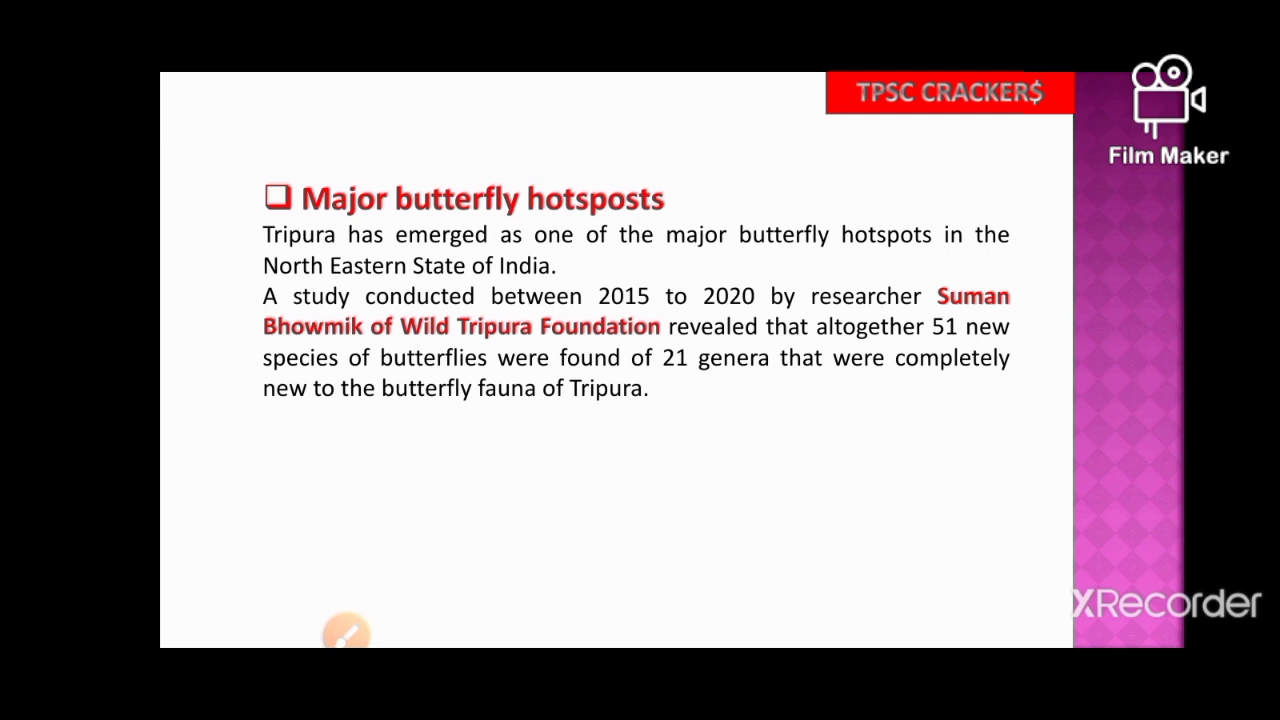 TPSC CRACKER$
Film Maker
❑ Major butterfly hotsposts
Tripura has emerged as one of the major butterfly hotspots in the
North Eastern State of India.
A study conducted between 2015 to 2020 by researcher Suman
Bhowmik of Wild Tripura Foundation revealed that altogether 51 new
species of butterflies were found of 21 genera that were completely
new to the butterfly fauna of Tripura.
XRecorder